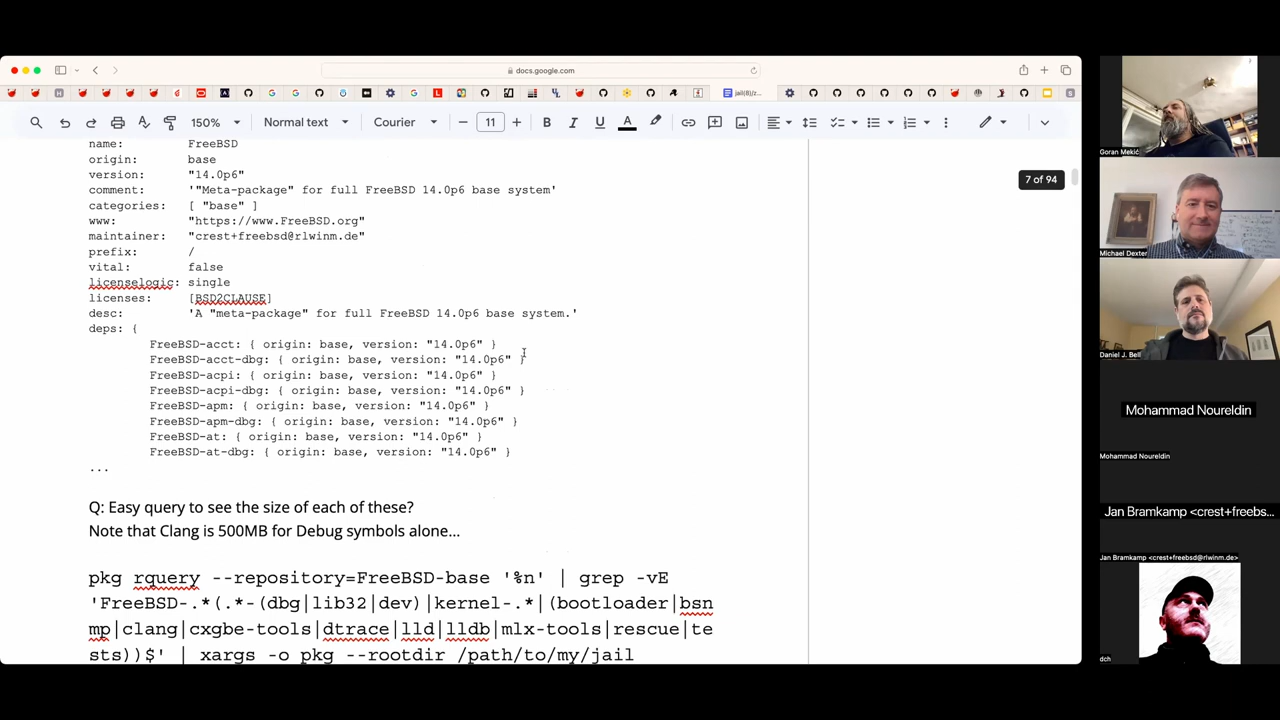 docs.google.com
jail(8)/z...
150%
Normal text
Courier
11
7 of 94
name: FreeBSD
origin: base
version: "14.0p6"
comment: '"Meta-package" for full FreeBSD 14.0p6 base system'
categories: [ "base" ]
www: "https://www.FreeBSD.org"
maintainer: "crest+freebsd@rlwinm.de"
prefix: /
vital: false
licenselogic: single
licenses: [BSD2CLAUSE]
desc: 'A "meta-package" for full FreeBSD 14.0p6 base system.'
deps: {
FreeBSD-acct: { origin: base, version: "14.0p6" }
FreeBSD-acct-dbg: { origin: base, version: "14.0p6" }
FreeBSD-acpi: { origin: base, version: "14.0p6" }
FreeBSD-acpi-dbg: { origin: base, version: "14.0p6" }
FreeBSD-apm: { origin: base, version: "14.0p6" }
FreeBSD-apm-dbg: { origin: base, version: "14.0p6" }
FreeBSD-at: { origin: base, version: "14.0p6" }
FreeBSD-at-dbg: { origin: base, version: "14.0p6" }
...
Q: Easy query to see the size of each of these?
Note that Clang is 500MB for Debug symbols alone...
pkg rquery --repository=FreeBSD-base '%n' | grep -vE
'FreeBSD-.*(.*-(dbg|lib32|dev)|kernel-.*|(bootloader|bsn
mp|clang|cxgbe-tools|dtrace|lld|lldb|mlx-tools|rescue|te
sts))$' | xargs -o pkg --rootdir /path/to/my/jail
Goran Mekić
Michael Dexter
Daniel J. Bell
Mohammad Noureldin
Mohammad Noureldin
Jan Bramkamp <crest+freebs...
Jan Bramkamp <crest+freebsd@rlwinm.de>
dch